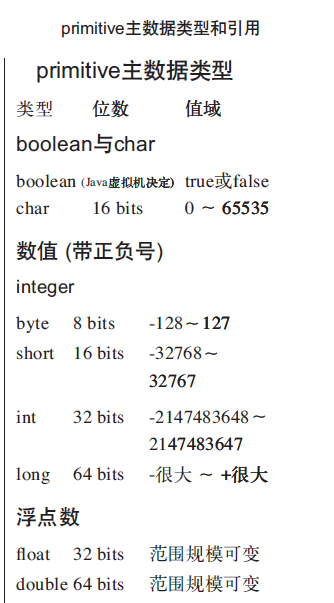 primitive主数据类型和引用
primitive主数据类型
类型 位数 值域
boolean与char
boolean (Java虚拟机决定) true或false
char 16 bits 0 ~ 65535
数值 (带正负号)
integer
byte 8 bits -128~127
short 16 bits -32768~
32767
int 32 bits -2147483648~
2147483647
long 64 bits -很大 ~ +很大
浮点数
float 32 bits 范围规模可变
double 64 bits 范围规模可变